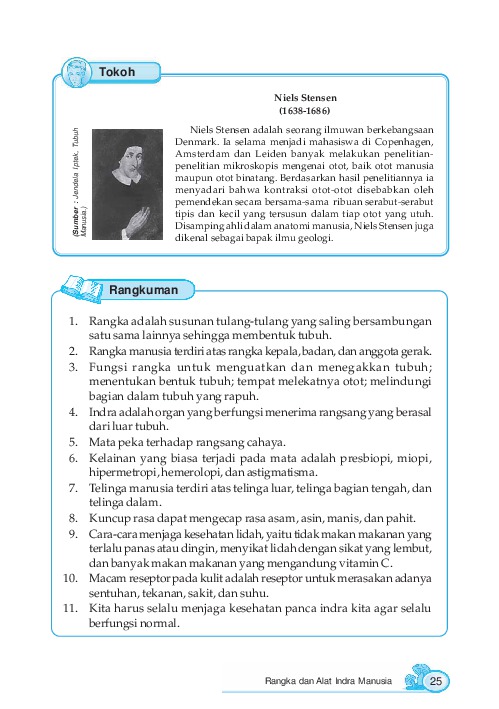 Tokoh
Niels Stensen
(1638-1686)
Niels Stensen adalah seorang ilmuwan berkebangsaan
Denmark. Ia selama menjadi mahasiswa di Copenhagen,
Amsterdam dan Leiden banyak melakukan penelitian-
penelitian mikroskopis mengenai otot, baik otot manusia
maupun otot binatang. Berdasarkan hasil penelitiannya ia
menyadari bahwa kontraksi otot-otot disebabkan oleh
pemendekan secara bersama-sama ribuan serabut-serabut
tipis dan kecil yang tersusun dalam tiap otot yang utuh.
Disamping ahli dalam anatomi manusia, Niels Stensen juga
dikenal sebagai bapak ilmu geologi.
(Sumber : Jendela Iptek, Tubuh
Manusia.)
Rangkuman
1. Rangka adalah susunan tulang-tulang yang saling bersambungan
satu sama lainnya sehingga membentuk tubuh.
2. Rangka manusia terdiri atas rangka kepala, badan, dan anggota gerak.
3. Fungsi rangka untuk menguatkan dan menegakkan tubuh;
menentukan bentuk tubuh; tempat melekatnya otot; melindungi
bagian dalam tubuh yang rapuh.
4. Indra adalah organ yang berfungsi menerima rangsang yang berasal
dari luar tubuh.
5. Mata peka terhadap rangsang cahaya.
6. Kelainan yang biasa terjadi pada mata adalah presbiopi, miopi,
hipermetropi, hemerolopi, dan astigmatisma.
7. Telinga manusia terdiri atas telinga luar, telinga bagian tengah, dan
telinga dalam.
8. Kuncup rasa dapat mengecap rasa asam, asin, manis, dan pahit.
9. Cara-cara menjaga kesehatan lidah, yaitu tidak makan makanan yang
terlalu panas atau dingin, menyikat lidah dengan sikat yang lembut,
dan banyak makan makanan yang mengandung vitamin C.
10. Macam reseptor pada kulit adalah reseptor untuk merasakan adanya
sentuhan, tekanan, sakit, dan suhu.
11. Kita harus selalu menjaga kesehatan panca indra kita agar selalu
berfungsi normal.
Rangka dan Alat Indra Manusia 25